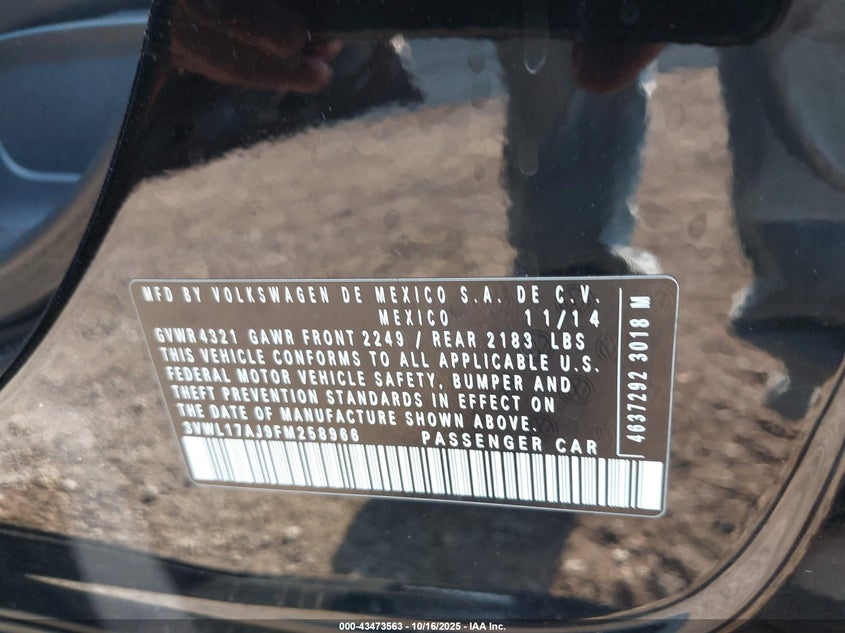 MFD BY VOLKSWAGEN DE MEXICO S.A. DE C.V.
MEXICO 11/14
GVWR4321 GAWR FRONT 2249 / REAR 2183 LBS
THIS VEHICLE CONFORMS TO ALL APPLICABLE U.S.
FEDERAL MOTOR VEHICLE SAFETY, BUMPER AND
THEFT PREVENTION STANDARDS IN EFFECT ON
THE DATE OF MANUFACTURE SHOWN ABOVE.
3VWL17AJ9FM258966 PASSENGER CAR
4637292 3018 M
000-43473563 - 10/16/2025 - IAA Inc.